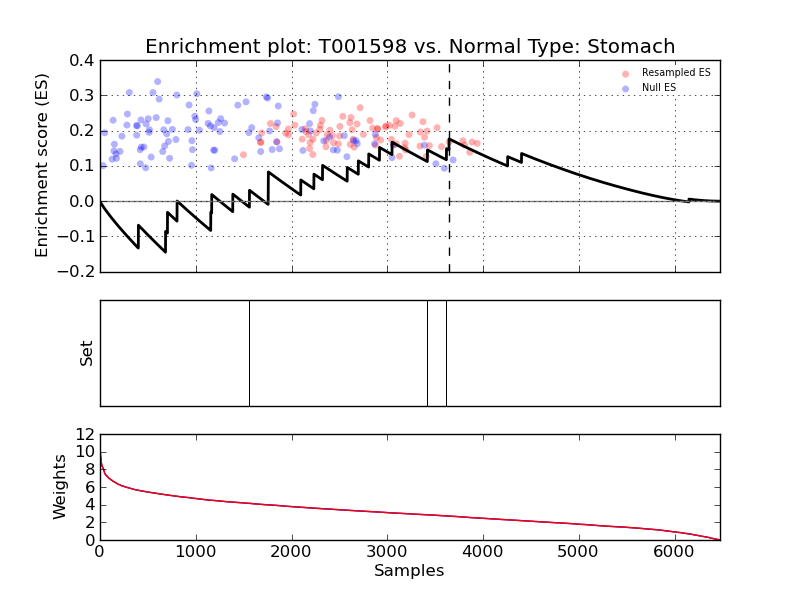 Enrichment plot: T001598 vs. Normal Type: Stomach
Enrichment score (ES)
0.4
0.3
0.2
0.1
0.0
−0.1
−0.2
Resampled ES
Null ES
Set
Weights
12
10
8
6
4
2
0
0 1000 2000 3000 4000 5000 6000
Samples